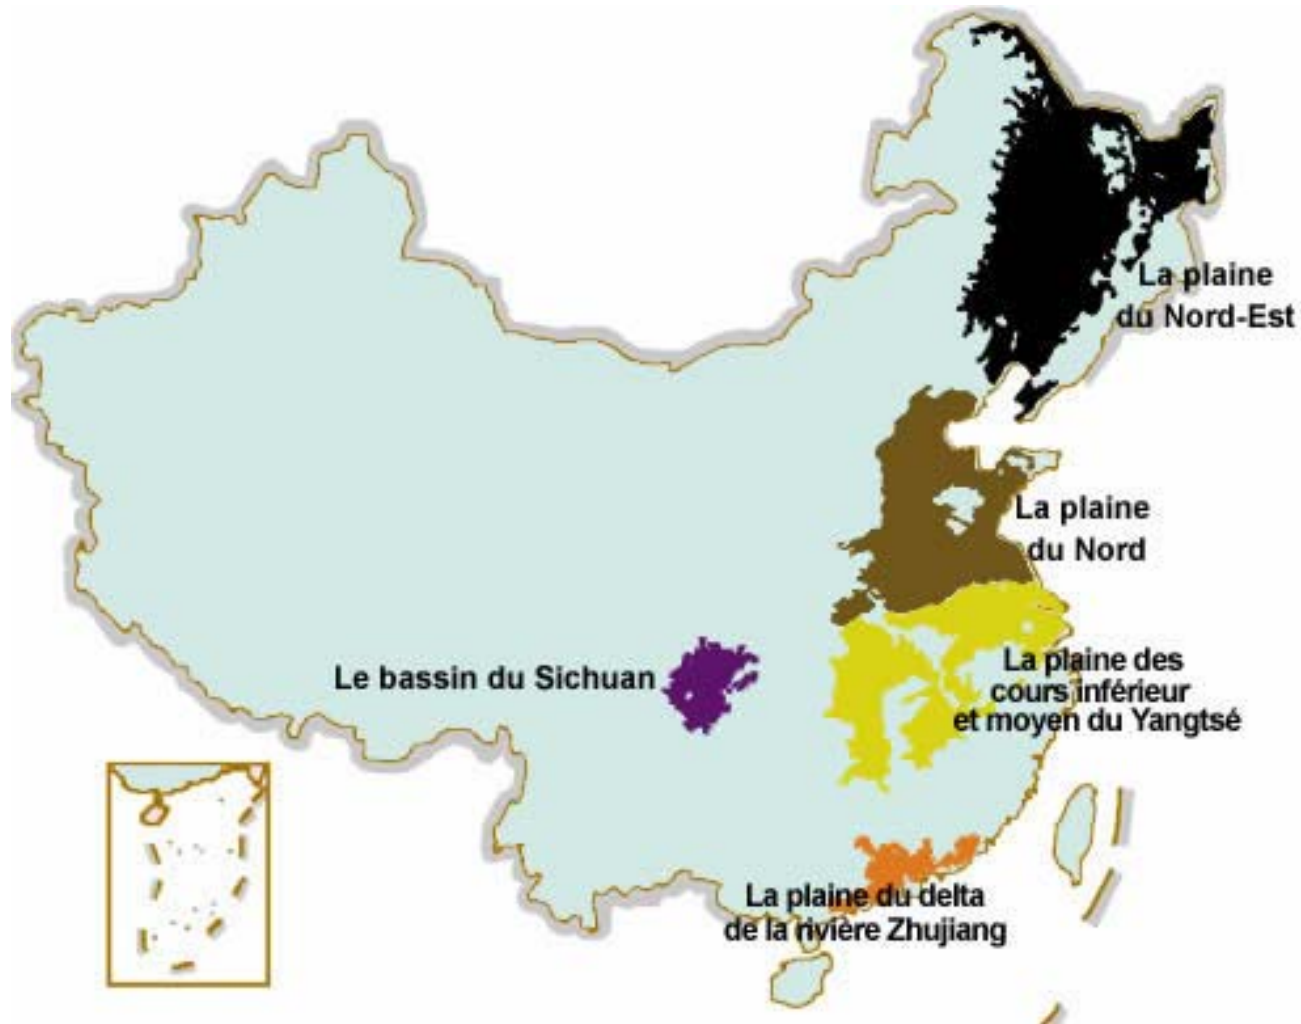 La plaine
du Nord-Est
La plaine
du Nord
Le bassin du Sichuan
La plaine des
cours inférieur
et moyen du Yangtsé
La plaine du delta
de la rivière Zhujiang